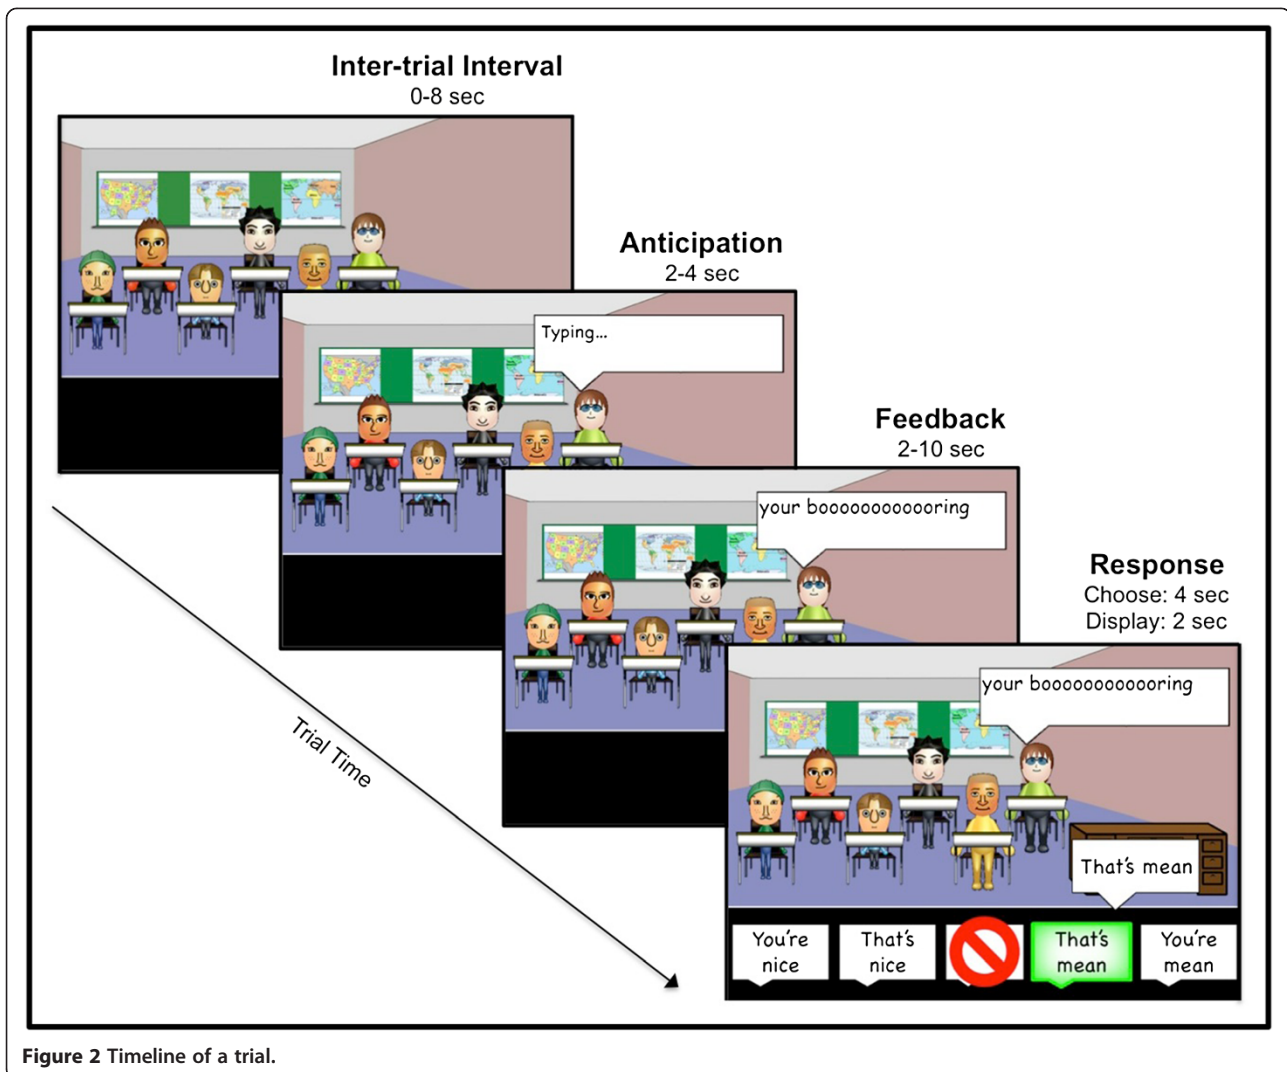 Inter-trial Interval
0-8 sec
Anticipation
2-4 sec
Typing...
Feedback
2-10 sec
your booooooooooooring
Response
Choose: 4 sec
Display: 2 sec
your booooooooooooring
Trial Time
That's mean
You're
nice
That's
nice
That's
mean
You're
mean
Figure 2 Timeline of a trial.